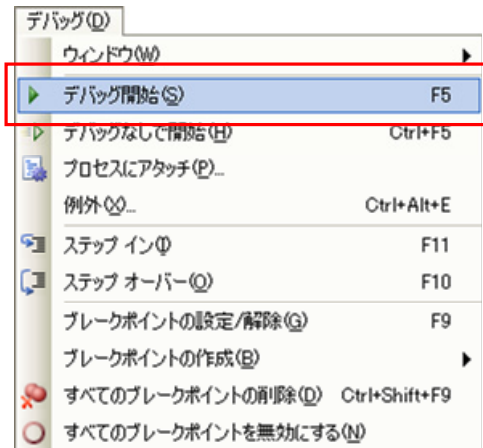 デバッグ(D)
ウィンドウ(W)
デバッグ開始(S) F5
デバッグなしで開始(H) Ctrl+F5
プロセスにアタッチ(P)...
例外(X)... Ctrl+Alt+E
ステップ イン(I) F11
ステップ オーバー(O) F10
ブレークポイントの設定/解除(G) F9
ブレークポイントの作成(B)
すべてのブレークポイントの削除(D) Ctrl+Shift+F9
すべてのブレークポイントを無効にする(N)